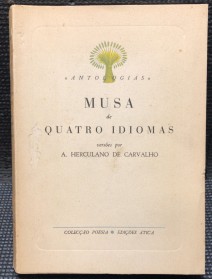 «ANTOLOGIAS»
MUSA
de
QUATRO IDIOMAS
versões por
A. HERCULANO DE CARVALHO
COLECÇÃO POESIA EDIÇÕES ÁTICA